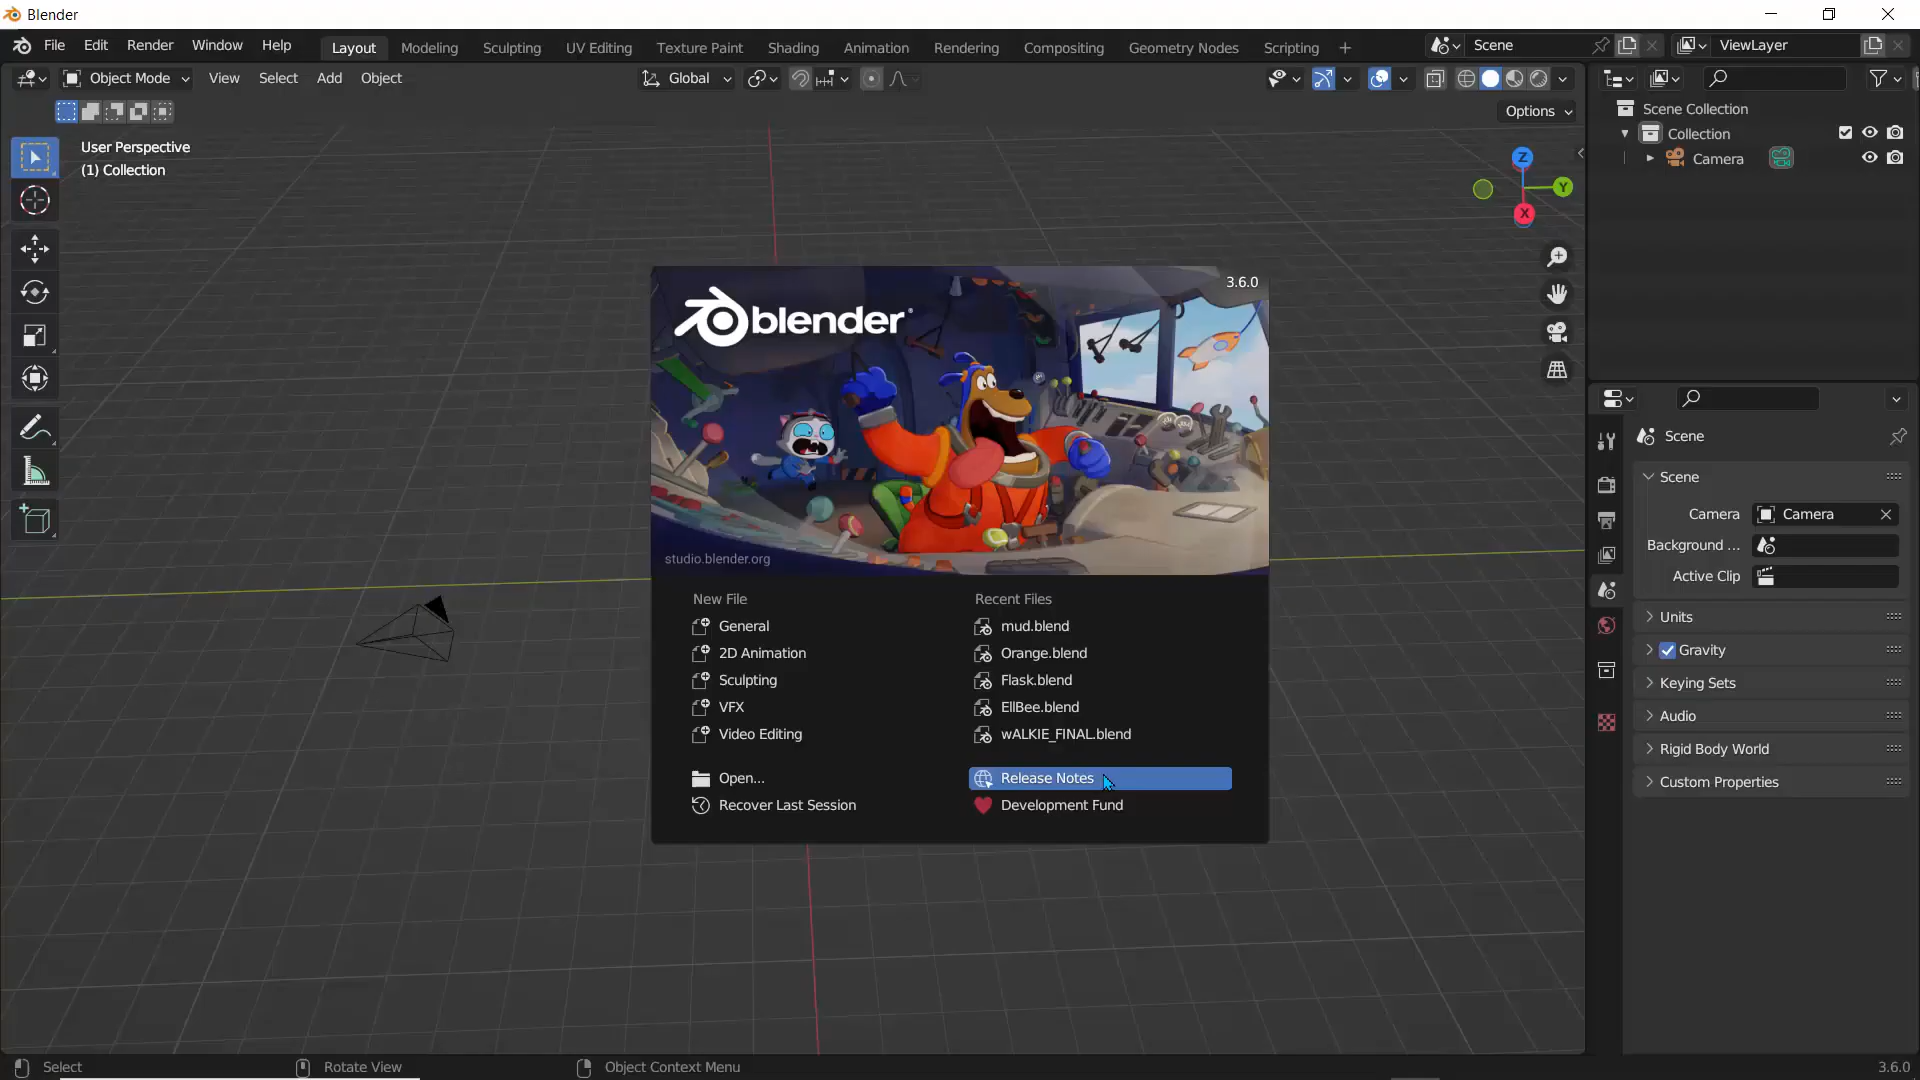 Blender
File Edit Render Window Help Layout Modeling Sculpting UV Editing Texture Paint Shading Animation Rendering Compositing Geometry Nodes Scripting + Scene ViewLayer
Object Mode View Select Add Object Global
Options
User Perspective
(1) Collection
Z
Y
X
Scene Collection
Collection
Camera
3.6.0
blender
studio.blender.org
New File
General
2D Animation
Sculpting
VFX
Video Editing
Open...
Recover Last Session
Recent Files
mud.blend
Orange.blend
Flask.blend
EllBee.blend
wALKIE_FINAL.blend
Release Notes
Development Fund
Scene
Scene
Camera Camera
Background ...
Active Clip
Units
Gravity
Keying Sets
Audio
Rigid Body World
Custom Properties
Select Rotate View Object Context Menu 3.6.0